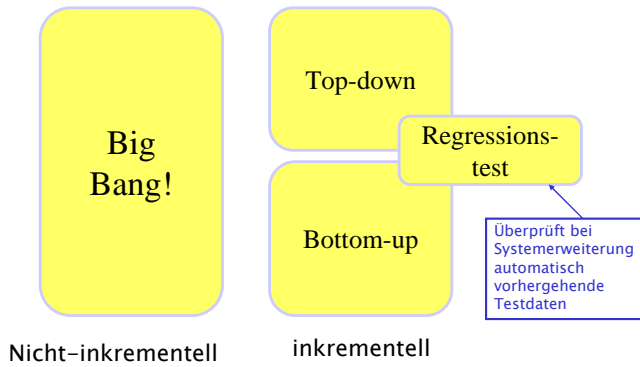 Big
Bang!
Top-down
Regressions-
test
Bottom-up
Überprüft bei
Systemerweiterung
automatisch
vorhergehende
Testdaten
Nicht-inkrementell
inkrementell